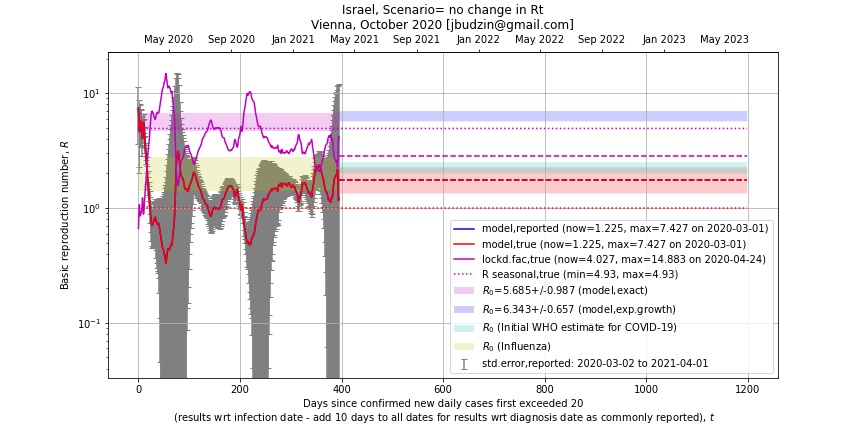 Israel, Scenario= no change in Rt
Vienna, October 2020 [jbudzin@gmail.com]
May 2020 Sep 2020 Jan 2021 May 2021 Sep 2021 Jan 2022 May 2022 Sep 2022 Jan 2023 May 2023
Basic reproduction number, R
10¹
10⁰
10⁻¹
model,reported (now=1.225, max=7.427 on 2020-03-01)
model,true (now=1.225, max=7.427 on 2020-03-01)
lockd.fac,true (now=4.027, max=14.883 on 2020-04-24)
R seasonal,true (min=4.93, max=4.93)
R₀=5.685+/-0.987 (model,exact)
R₀=6.343+/-0.657 (model,exp.growth)
R₀ (Initial WHO estimate for COVID-19)
R₀ (Influenza)
std.error,reported: 2020-03-02 to 2021-04-01
0 200 400 600 800 1000 1200
Days since confirmed new daily cases first exceeded 20
(results wrt infection date - add 10 days to all dates for results wrt diagnosis date as commonly reported), t